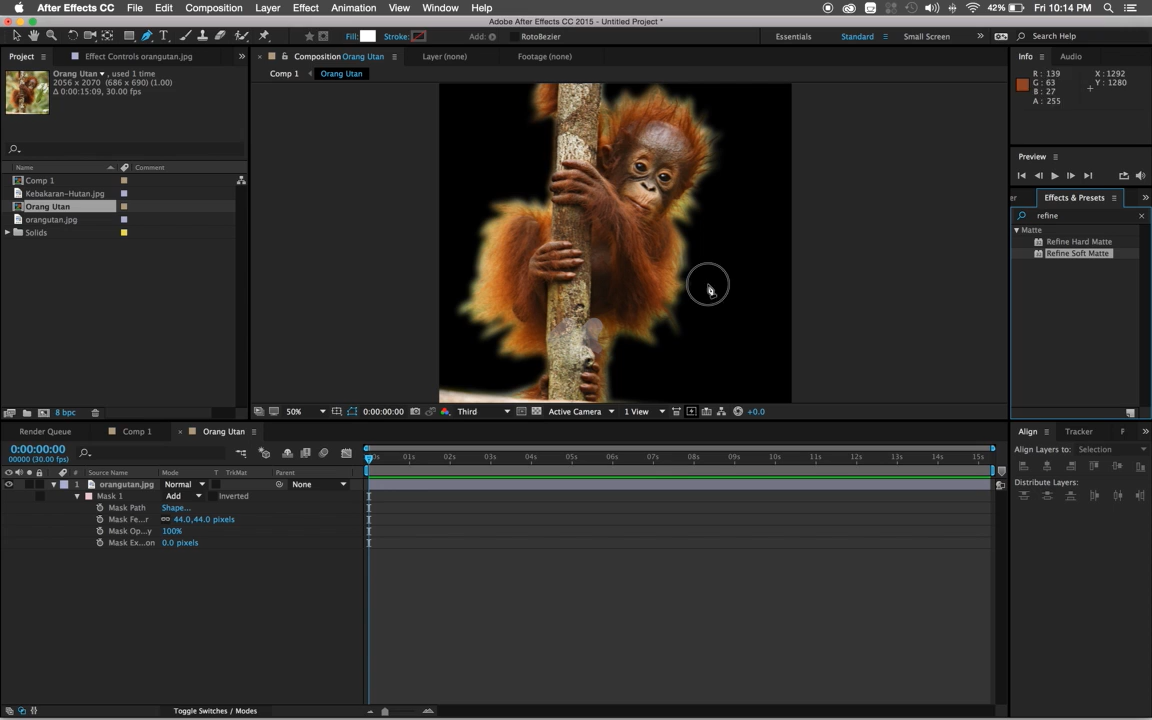 After Effects CC File Edit Composition Layer Effect Animation View Window Help 42% Fri 10:14 PM
Adobe After Effects CC 2015 - Untitled Project *
Fill: Stroke: Add: RotoBezier Essentials Standard Small Screen Search Help
Project Effect Controls orangutan.jpg Composition Orang Utan Layer (none) Footage (none) Info Audio
Comp 1 Orang Utan
Orang Utan , used 1 time
2056 x 2070 (686 x 690) (1.00)
Δ 0:00:15:09, 30.00 fps
R : 139 X : 1292
G : 63 Y : 1280
B : 27
A : 255
Preview
Name Comment
Comp 1
Kebakaran-Hutan.jpg
Orang Utan
orangutan.jpg
Solids
er Effects & Presets
refine
Matte
Refine Hard Matte
Refine Soft Matte
8 bpc 50% 0:00:00:00 Third Active Camera 1 View +0.0
Render Queue Comp 1 Orang Utan Align Tracker F
0:00:00:00
00000 (30.00 fps)
Align Layers to: Selection
Distribute Layers:
0s 01s 02s 03s 04s 05s 06s 07s 08s 09s 10s 11s 12s 13s 14s 15s
# Source Name Mode T TrkMat Parent
1 orangutan.jpg Normal None
Mask 1 Add Inverted
Mask Path Shape...
Mask Fe...r 44.0,44.0 pixels
Mask Op...y 100%
Mask Ex...on 0.0 pixels
Toggle Switches / Modes